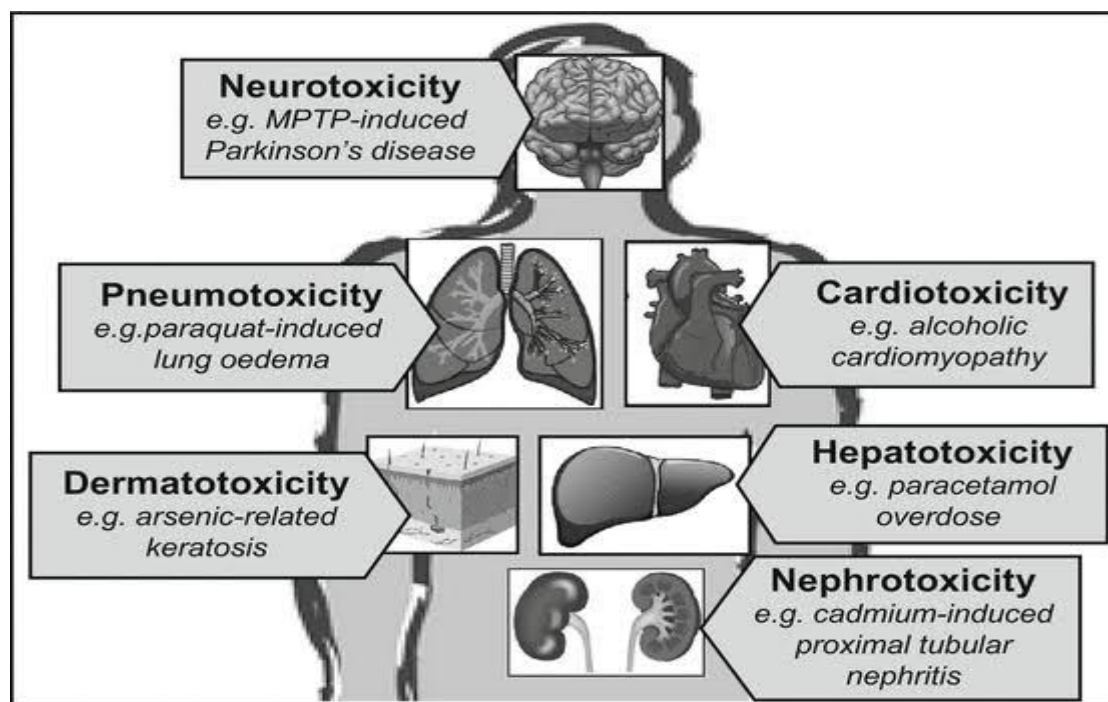 Neurotoxicity
e.g. MPTP-induced
Parkinson's disease
Pneumotoxicity
e.g.paraquat-induced
lung oedema
Cardiotoxicity
e.g. alcoholic
cardiomyopathy
Dermatotoxicity
e.g. arsenic-related
keratosis
Hepatotoxicity
e.g. paracetamol
overdose
Nephrotoxicity
e.g. cadmium-induced
proximal tubular
nephritis